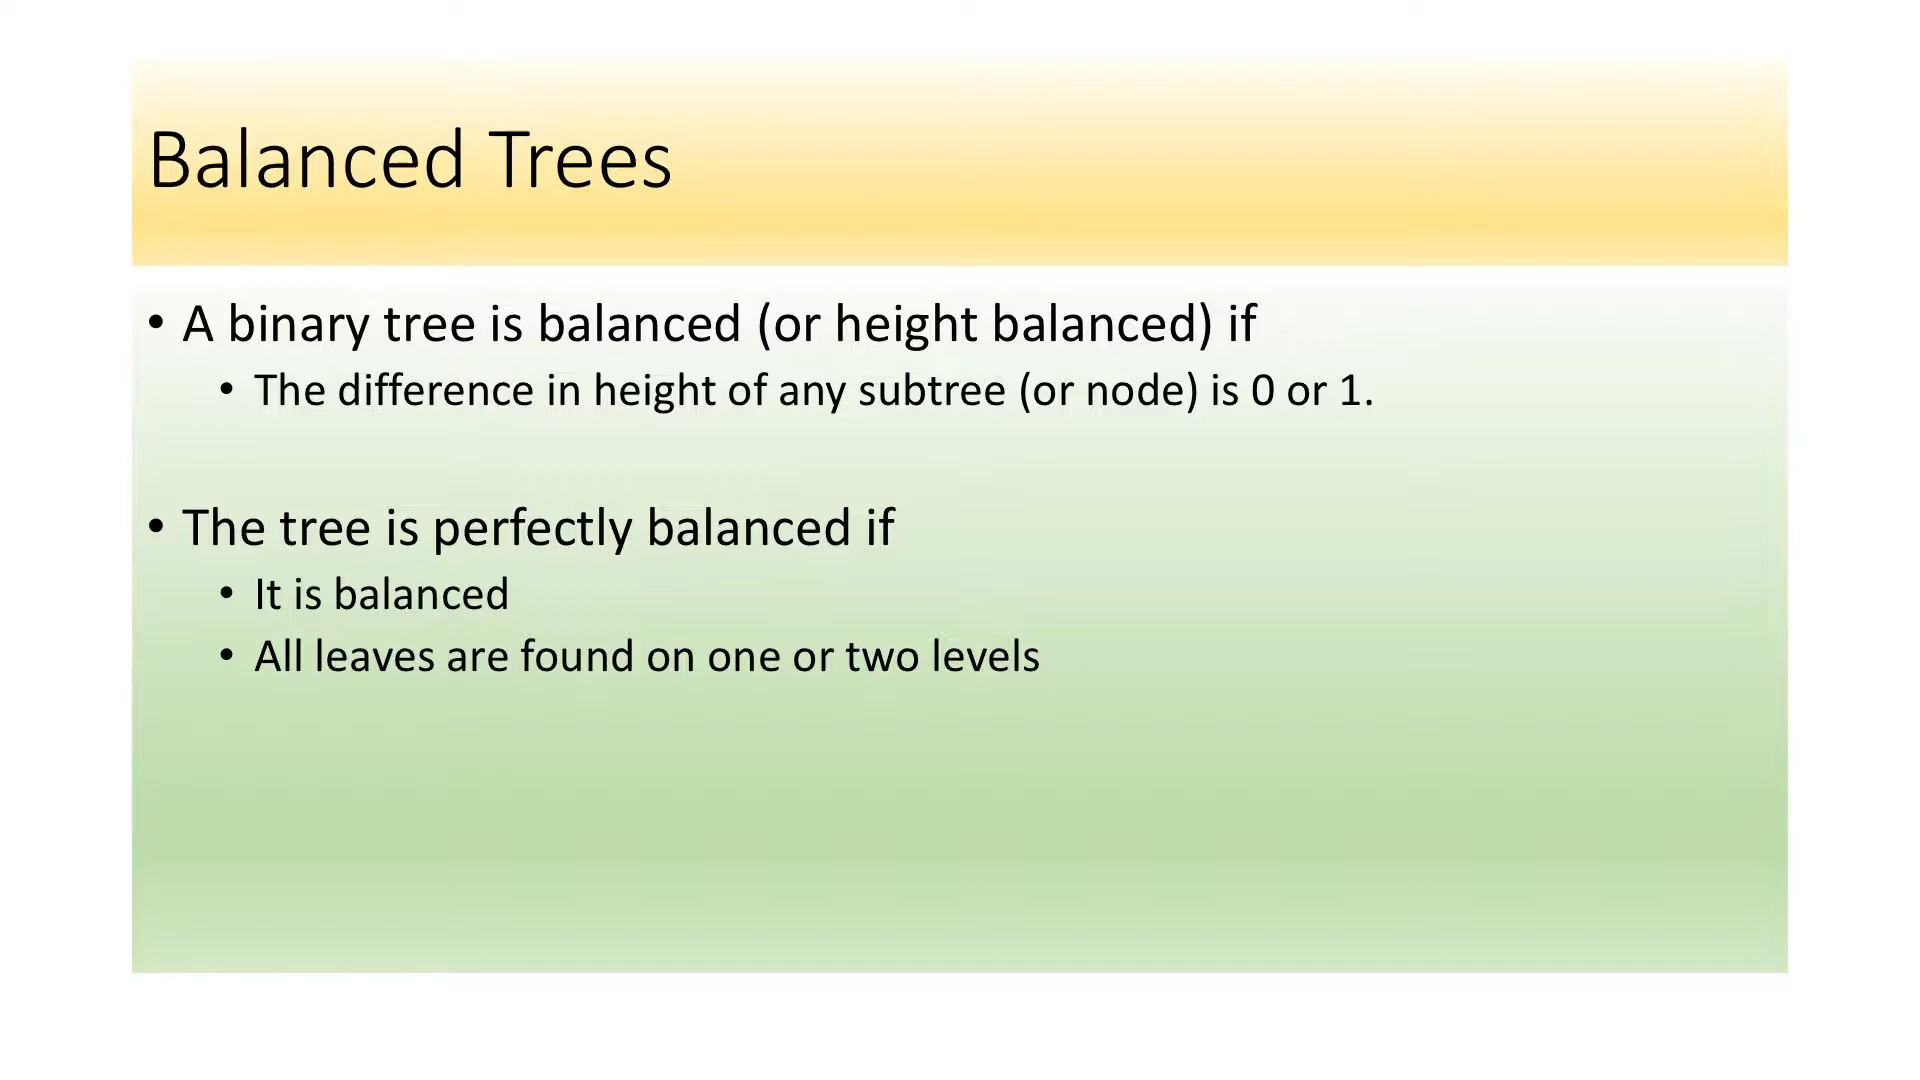 Balanced Trees
• A binary tree is balanced (or height balanced) if
• The difference in height of any subtree (or node) is 0 or 1.
• The tree is perfectly balanced if
• It is balanced
• All leaves are found on one or two levels